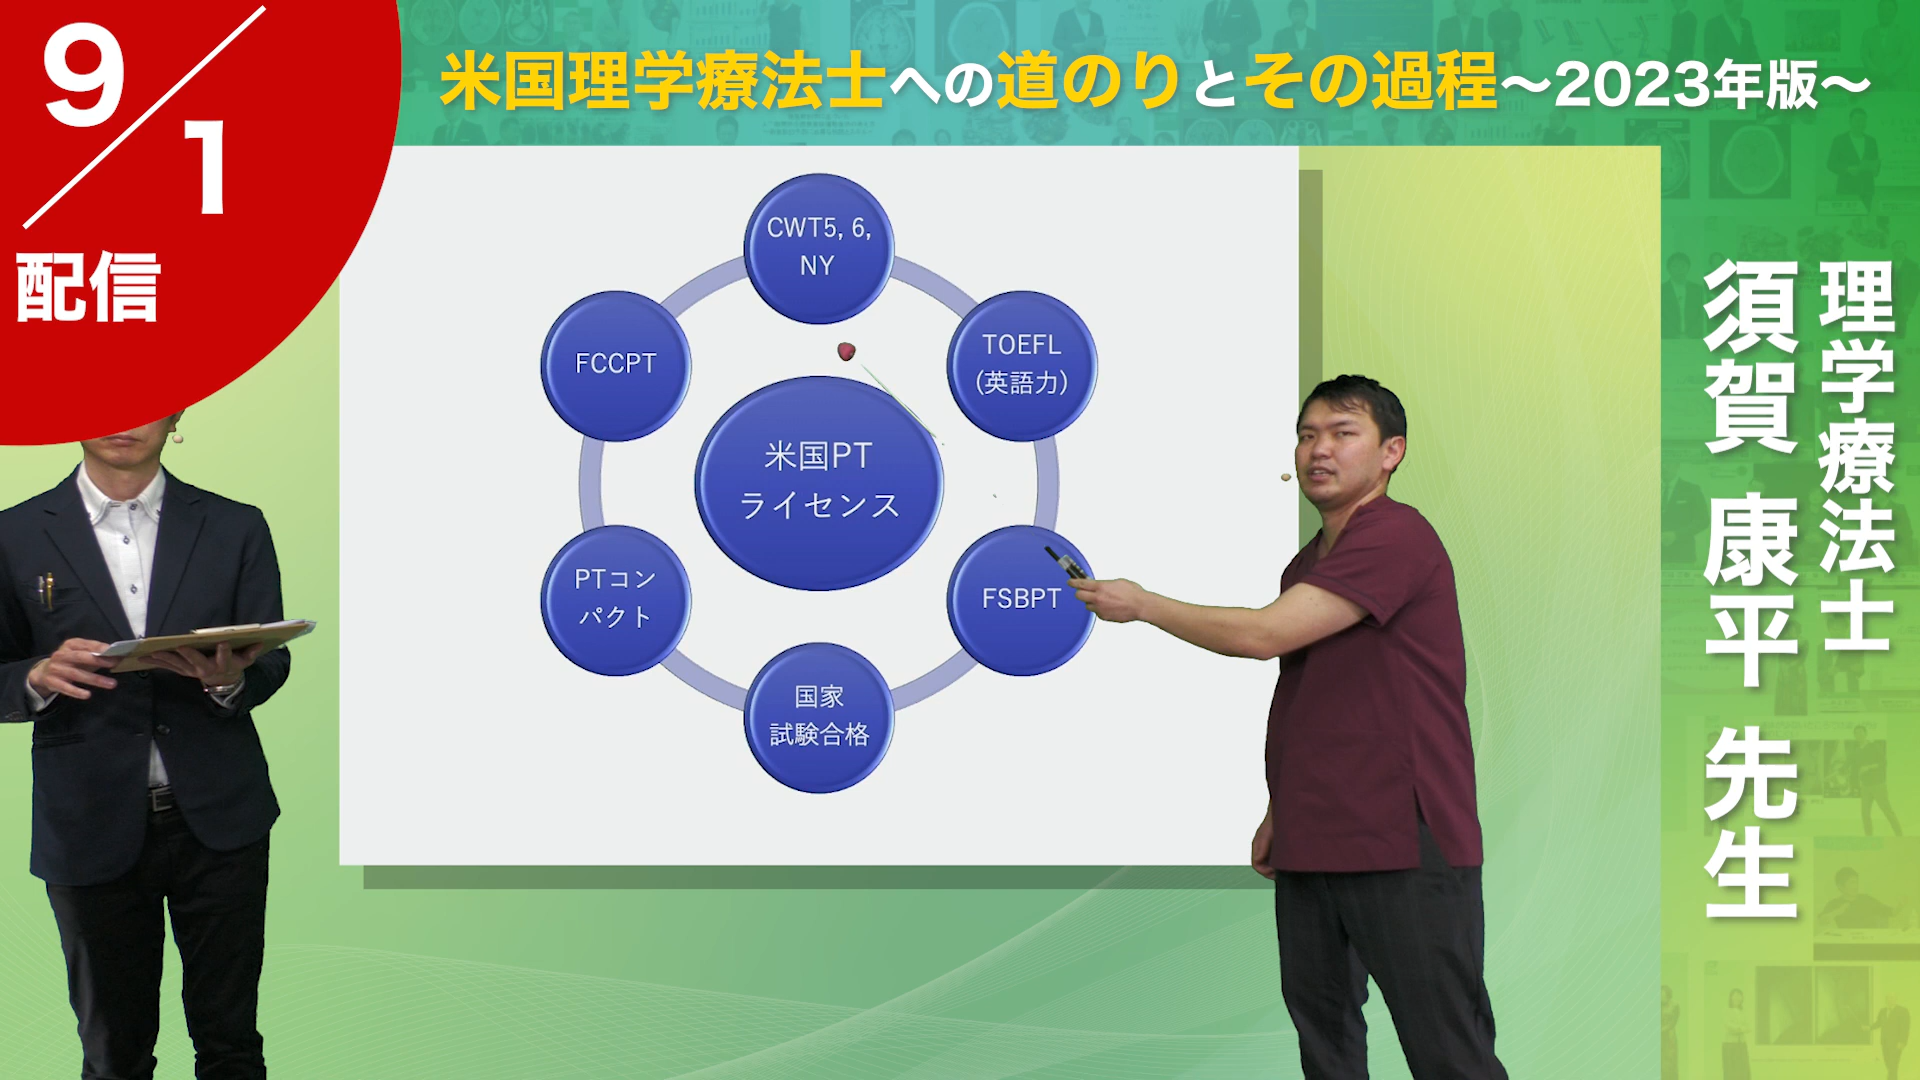 9/1
配信
米国理学療法士への道のりとその過程〜2023年版〜
理学療法士
須賀 康平 先生
CWT5, 6,
NY
TOEFL
(英語力)
FSBPT
国家
試験合格
PTコン
パクト
FCCPT
米国PT
ライセンス